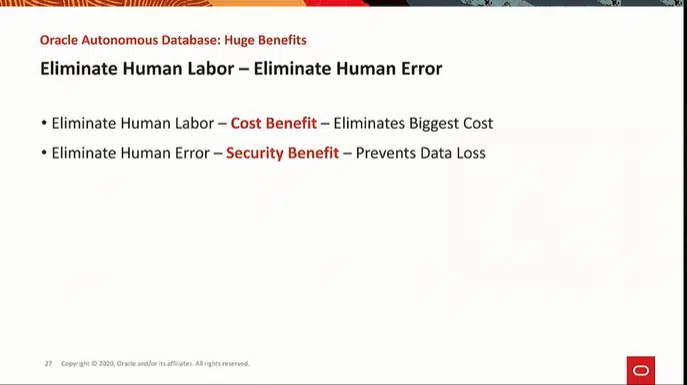 Oracle Autonomous Database: Huge Benefits
Eliminate Human Labor – Eliminate Human Error
• Eliminate Human Labor – Cost Benefit – Eliminates Biggest Cost
• Eliminate Human Error – Security Benefit – Prevents Data Loss
27 Copyright © 2020, Oracle and/or its affiliates. All rights reserved.